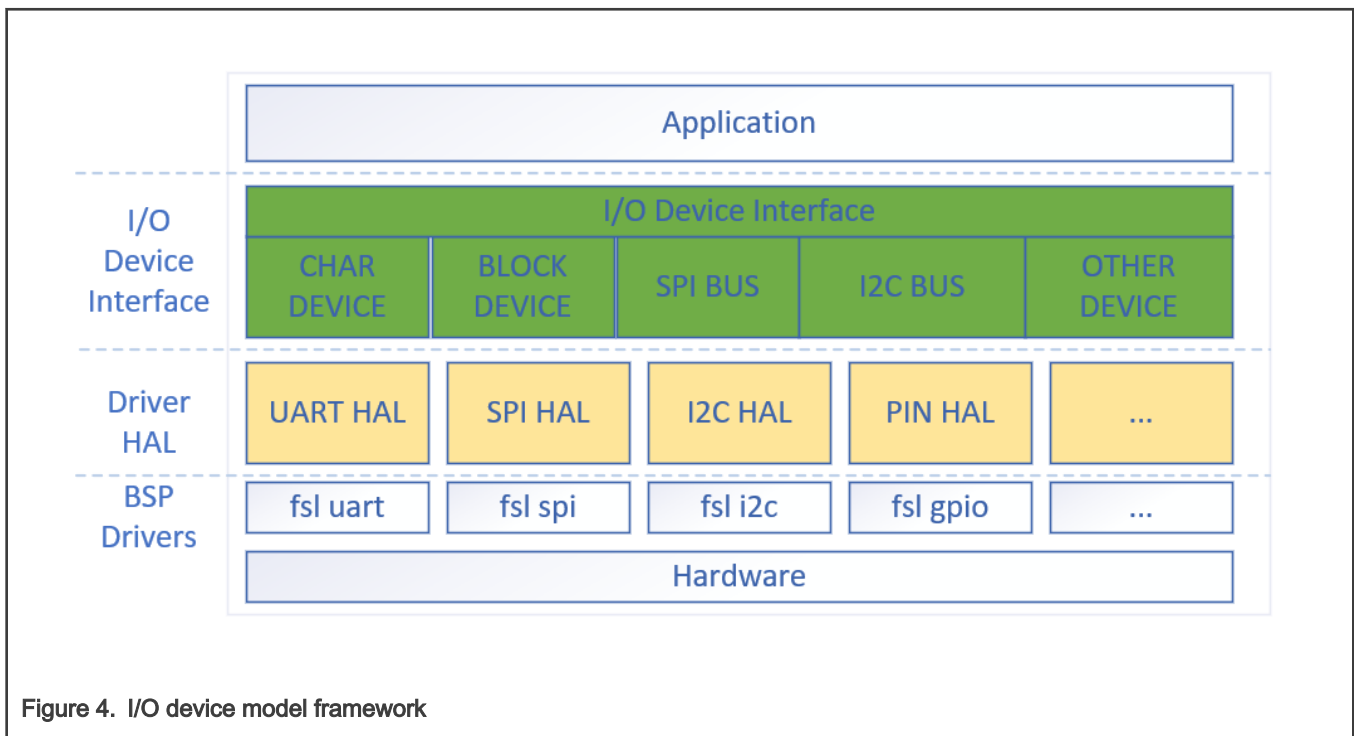 Application
I/O
Device
Interface
I/O Device Interface
CHAR
DEVICE
BLOCK
DEVICE
SPI BUS
I2C BUS
OTHER
DEVICE
Driver
HAL
UART HAL
SPI HAL
I2C HAL
PIN HAL
...
BSP
Drivers
fsl uart
fsl spi
fsl i2c
fsl gpio
...
Hardware
Figure 4. I/O device model framework